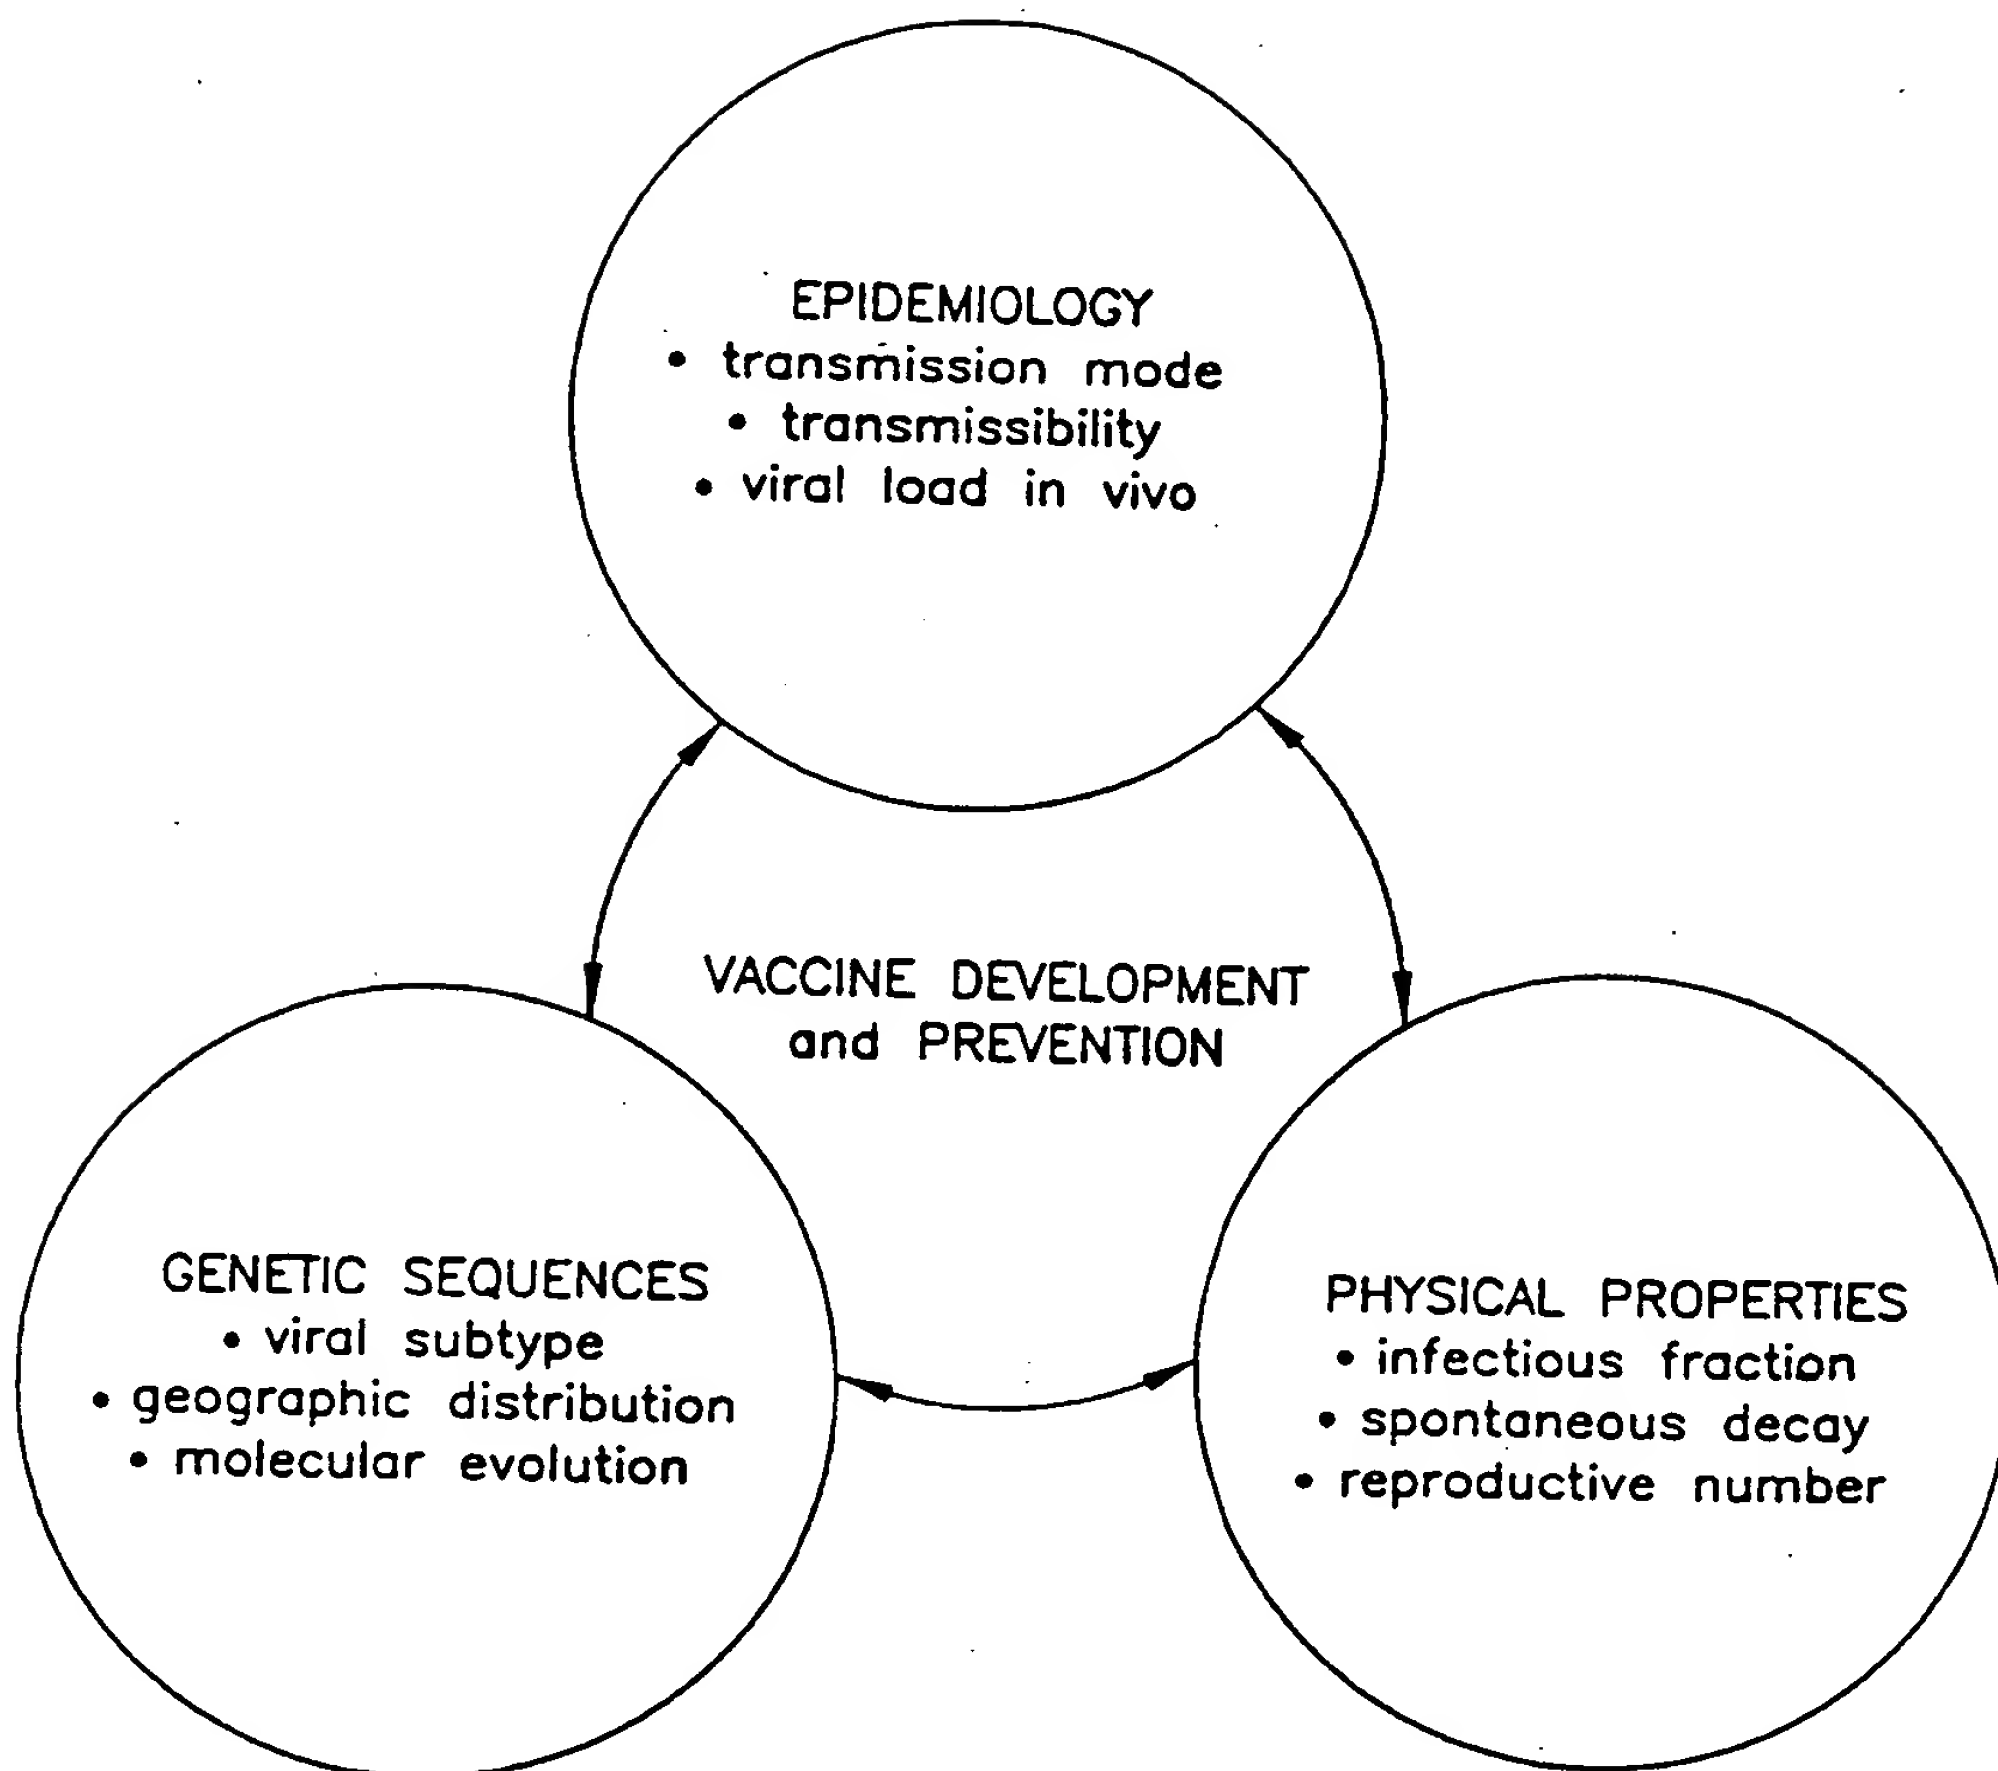 EPIDEMIOLOGY
• transmission mode
• transmissibility
• viral load in vivo
VACCINE DEVELOPMENT
and PREVENTION
GENETIC SEQUENCES
• viral subtype
• geographic distribution
• molecular evolution
PHYSICAL PROPERTIES
• infectious fraction
• spontaneous decay
• reproductive number